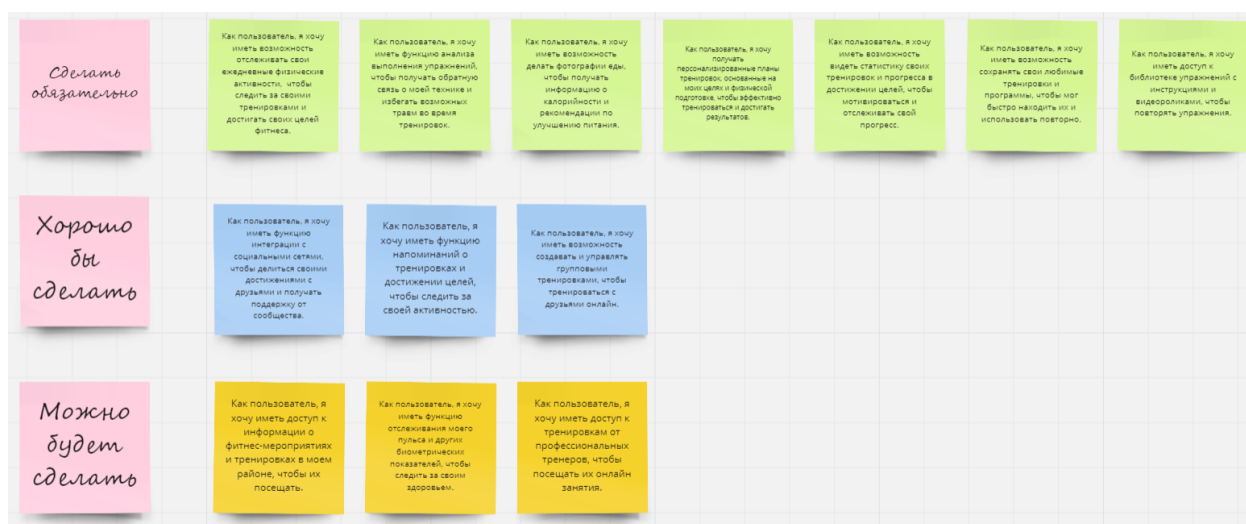 Сделать
обязательно
Как пользователь, я хочу
иметь возможность
отслеживать свои
ежедневные физические
активности, чтобы
следить за своими
тренировками и
достигать своих целей
фитнеса.
Как пользователь, я хочу
иметь функцию анализа
выполнения упражнений,
чтобы получать обратную
связь о моей технике и
избегать возможных
травм во время
тренировок.
Как пользователь, я хочу
иметь возможность
делать фотографии еды,
чтобы получать
информацию о
калорийности и
рекомендации по
улучшению питания.
Как пользователь, я хочу
получать
персонализированные планы
тренировок, основанные на
моих целях и физической
подготовке, чтобы эффективно
тренироваться и достигать
результатов.
Как пользователь, я хочу
иметь возможность
видеть статистику своих
тренировок и прогресса в
достижении целей, чтобы
мотивироваться и
отслеживать свой
прогресс.
Как пользователь, я хочу
иметь возможность
сохранять свои любимые
тренировки и
программы, чтобы мог
быстро находить их и
использовать повторно.
Как пользователь, я хочу
иметь доступ к
библиотеке упражнений с
инструкциями и
видеороликами, чтобы
повторять упражнения.
Хорошо
бы
сделать
Как пользователь, я хочу
иметь функцию
интеграции с
социальными сетями,
чтобы делиться своими
достижениями с
друзьями и получать
поддержку от
сообщества.
Как пользователь, я
хочу иметь функцию
напоминаний о
тренировках и
достижении целей,
чтобы следить за
своей активностью.
Как пользователь, я хочу
иметь возможность
создавать и управлять
групповыми
тренировками, чтобы
тренироваться с
друзьями онлайн.
Можно
будет
сделать
Как пользователь, я
хочу иметь доступ к
информации о
фитнес-мероприятиях
и тренировках в моем
районе, чтобы их
посещать.
Как пользователь, я хочу
иметь функцию
отслеживания моего
пульса и других
биометрических
показателей, чтобы
следить за своим
здоровьем.
Как пользователь, я
хочу иметь доступ к
тренировкам от
профессиональных
тренеров, чтобы
посещать их онлайн
занятия.